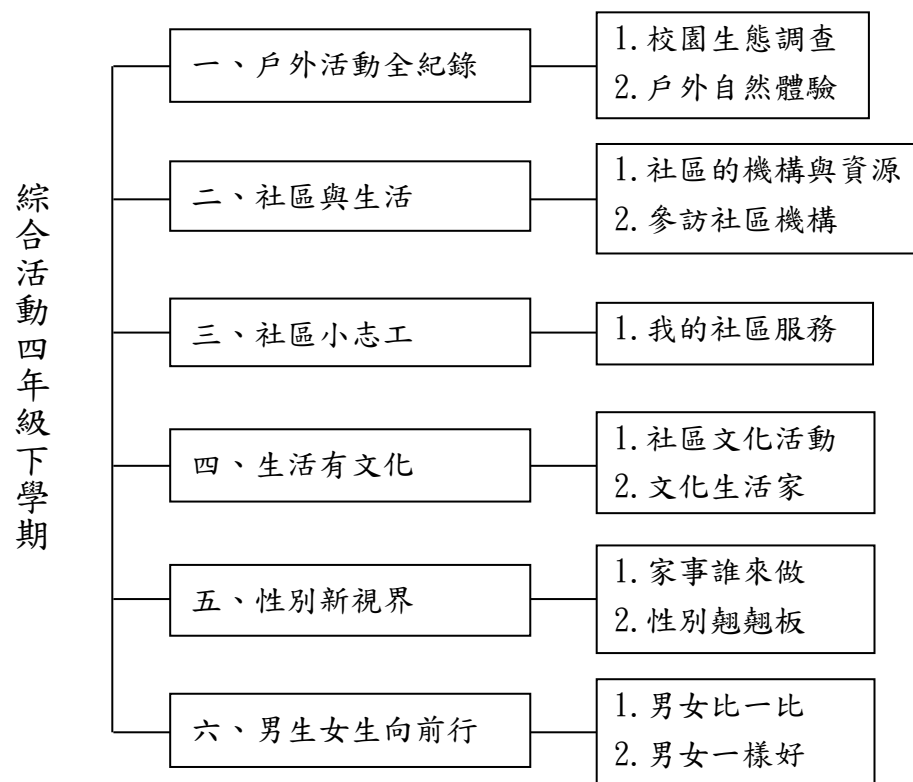 綜合活動四年級下學期
一、戶外活動全紀錄
1.校園生態調查
2.戶外自然體驗
二、社區與生活
1.社區的機構與資源
2.參訪社區機構
三、社區小志工
1.我的社區服務
四、生活有文化
1.社區文化活動
2.文化生活家
五、性別新視界
1.家事誰來做
2.性別翹翹板
六、男生女生向前行
1.男女比一比
2.男女一樣好